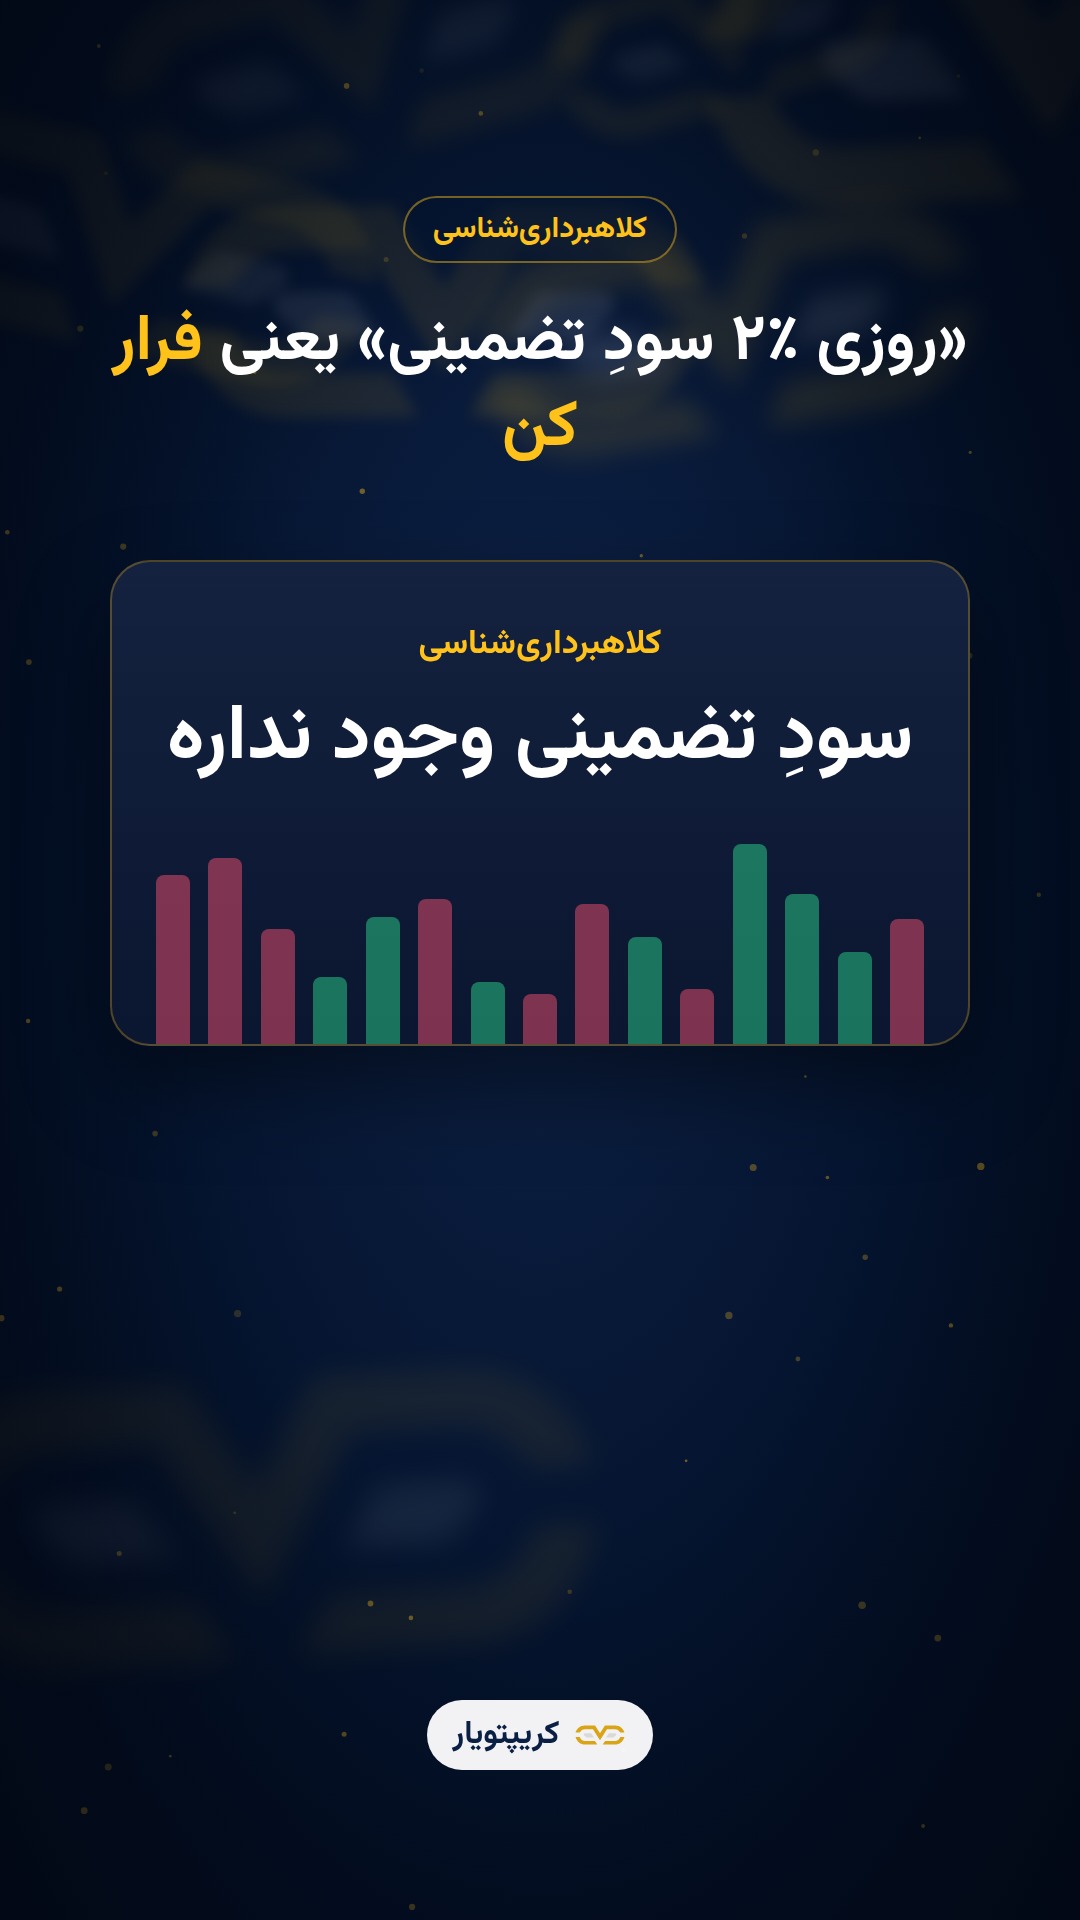 کلاهبرداری‌شناسی
«روزی ۲٪ سودِ تضمینی» یعنی فرار
کن
کلاهبرداری‌شناسی
سودِ تضمینی وجود نداره
کریپتویار